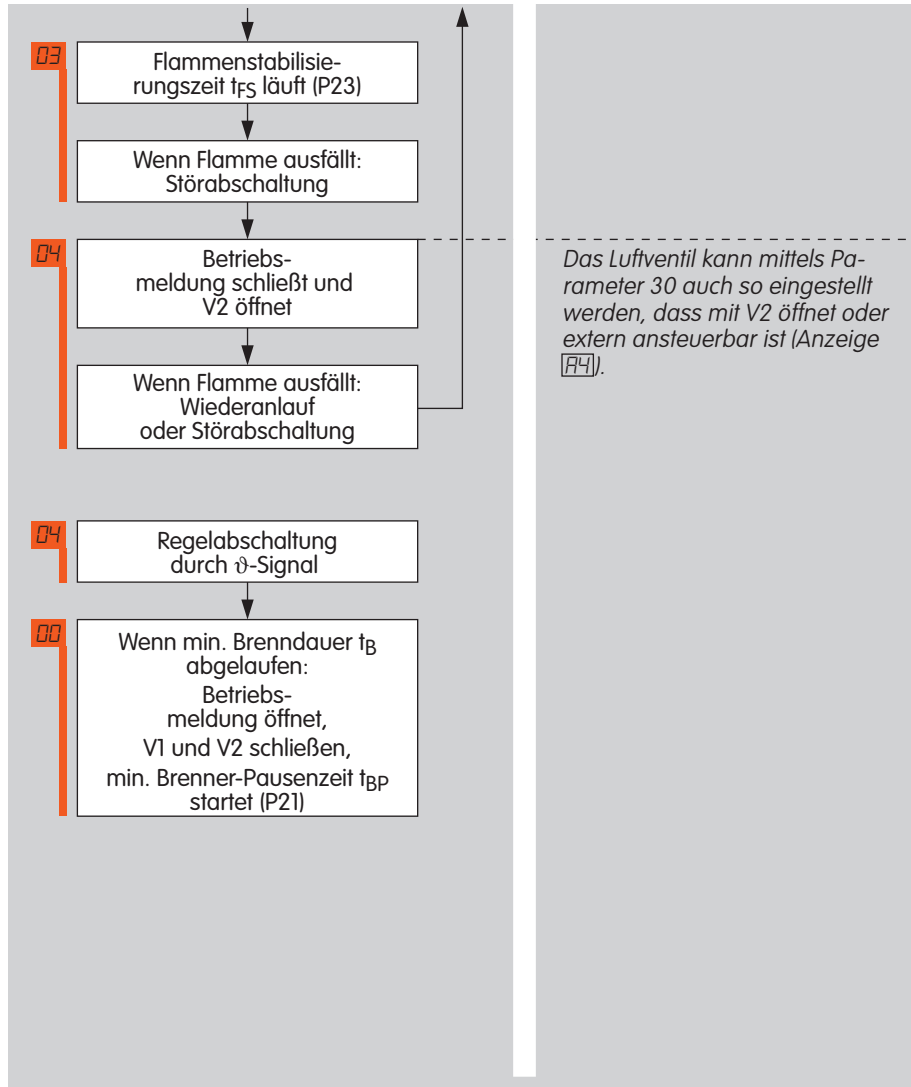 03
Flammenstabilisie-
rungszeit tFS läuft (P23)
Wenn Flamme ausfällt:
Störabschaltung
04
Betriebs-
meldung schließt und
V2 öffnet
Wenn Flamme ausfällt:
Wiederanlauf
oder Störabschaltung
04
Regelabschaltung
durch ϑ-Signal
00
Wenn min. Brenndauer tB
abgelaufen:
Betriebs-
meldung öffnet,
V1 und V2 schließen,
min. Brenner-Pausenzeit tBP
startet (P21)
Das Luftventil kann mittels Pa-
rameter 30 auch so eingestellt
werden, dass mit V2 öffnet oder
extern ansteuerbar ist (Anzeige
A4).